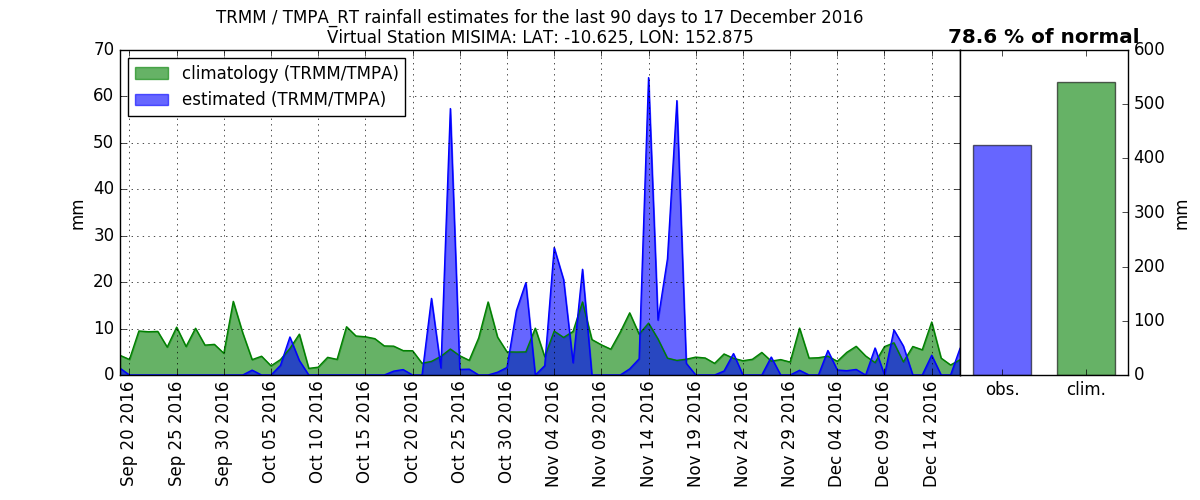 TRMM / TMPA_RT rainfall estimates for the last 90 days to 17 December 2016
Virtual Station MISIMA: LAT: -10.625, LON: 152.875
78.6 % of normal
climatology (TRMM/TMPA)
estimated (TRMM/TMPA)
70
60
50
40
30
20
10
0
mm
600
500
400
300
200
100
0
mm
Sep 20 2016
Sep 25 2016
Sep 30 2016
Oct 05 2016
Oct 10 2016
Oct 15 2016
Oct 20 2016
Oct 25 2016
Oct 30 2016
Nov 04 2016
Nov 09 2016
Nov 14 2016
Nov 19 2016
Nov 24 2016
Nov 29 2016
Dec 04 2016
Dec 09 2016
Dec 14 2016
obs.
clim.